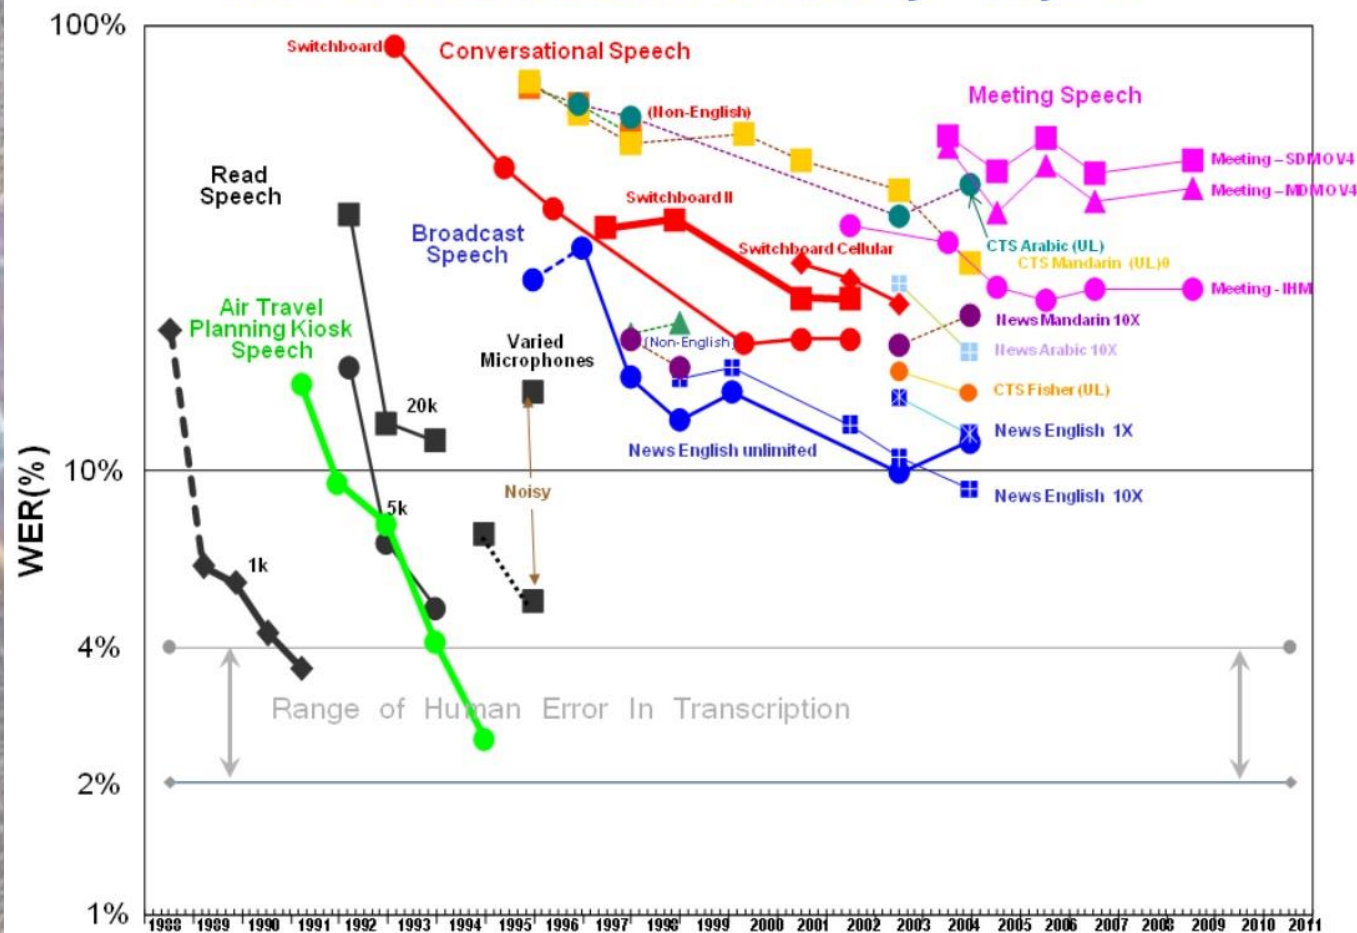 100%
Switchboard
Conversational Speech
(Non-English)
Meeting Speech
Meeting – SDM OV4
Meeting – MDM OV4
Read
Speech
Switchboard II
Broadcast
Speech
Switchboard Cellular
CTS Arabic (UL)
CTS Mandarin (UL)0
Meeting - IHM
Air Travel
Planning Kiosk
Speech
Varied
Microphones
(Non-English)
News Mandarin 10X
News Arabic 10X
CTS Fisher (UL)
20k
News English 1X
News English unlimited
10%
Noisy
News English 10X
5k
WER(%)
1k
4%
Range of Human Error In Transcription
2%
1%
1988 1989 1990 1991 1992 1993 1994 1995 1996 1997 1998 1999 2000 2001 2002 2003 2004 2005 2006 2007 2008 2009 2010 2011